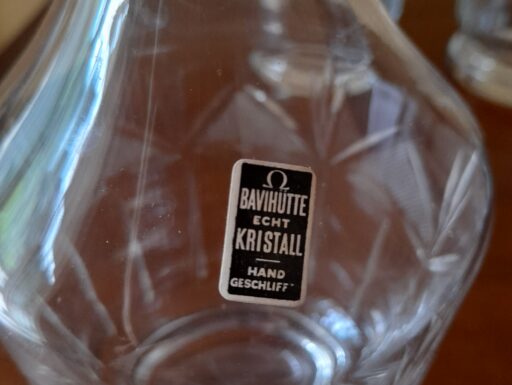 Ω
BAVIHÜTTE
ECHT
KRISTALL
HAND
GESCHLIFF